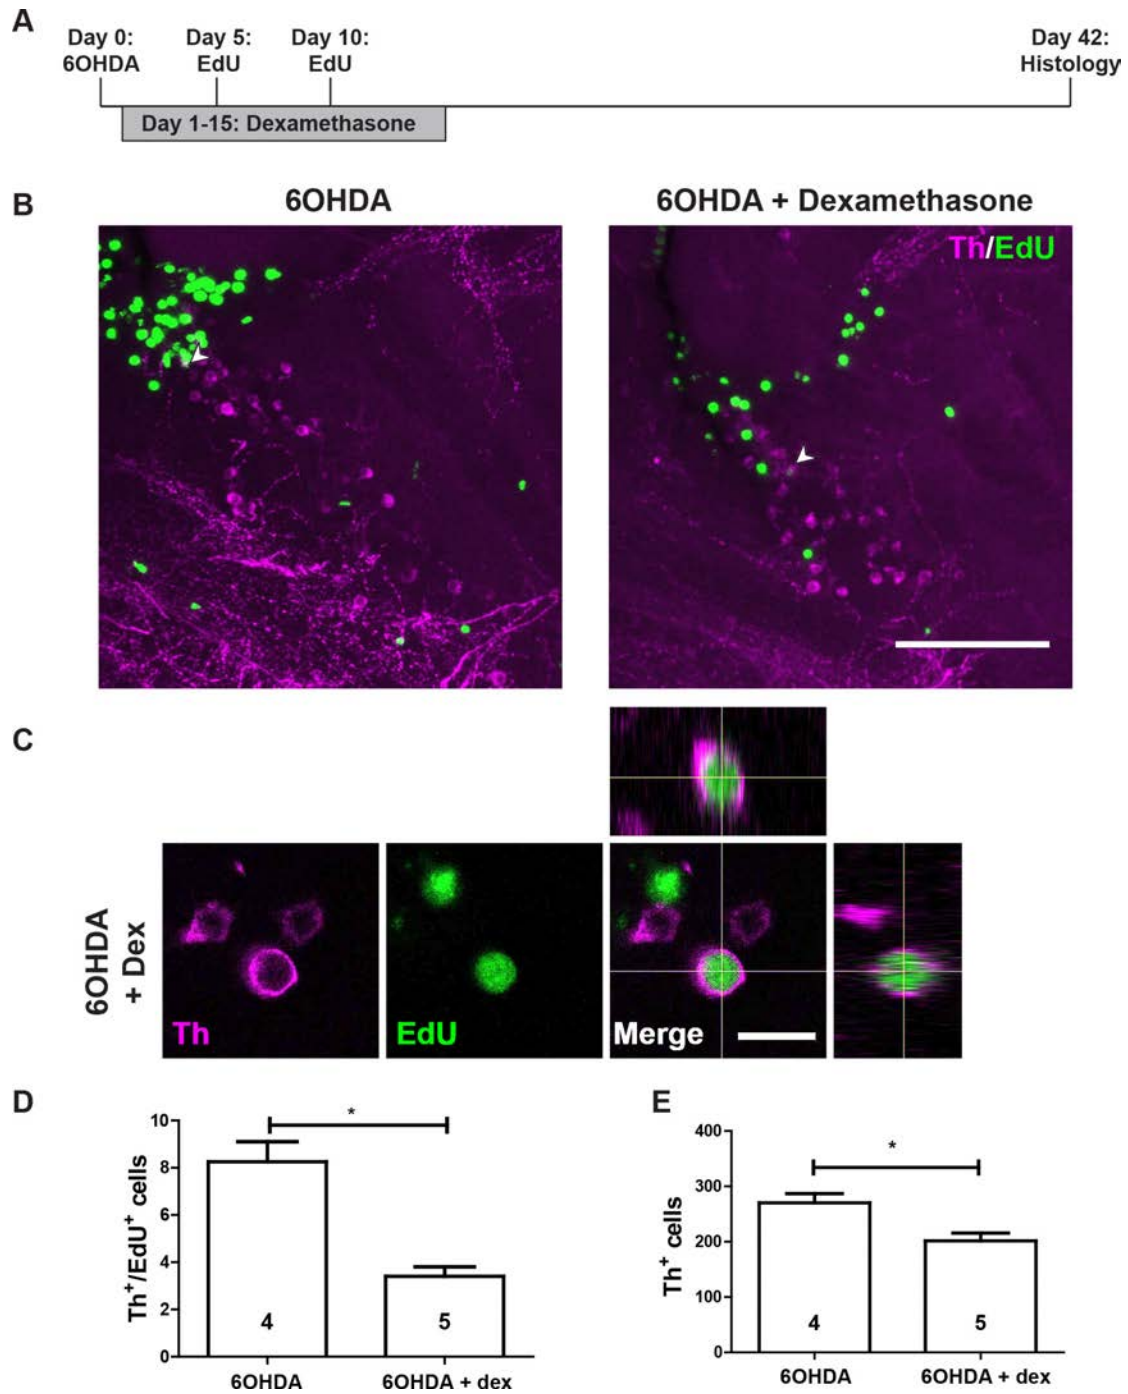 A
Day 0:
6OHDA
Day 5:
EdU
Day 10:
EdU
Day 42:
Histology
Day 1-15: Dexamethasone
B
6OHDA
6OHDA + Dexamethasone
Th/EdU
C
6OHDA
+ Dex
Th
EdU
Merge
D
Th+/EdU+ cells
10
8
6
4
2
0
*
4
5
6OHDA
6OHDA + dex
E
Th+ cells
400
300
200
100
0
*
4
5
6OHDA
6OHDA + dex